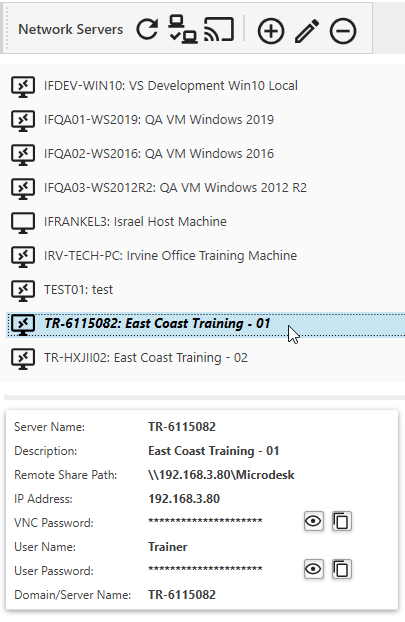 Network Servers
IFDEV-WIN10: VS Development Win10 Local
IFQA01-WS2019: QA VM Windows 2019
IFQA02-WS2016: QA VM Windows 2016
IFQA03-WS2012R2: QA VM Windows 2012 R2
IFRANKEL3: Israel Host Machine
IRV-TECH-PC: Irvine Office Training Machine
TEST01: test
TR-6115082: East Coast Training - 01
TR-HXJII02: East Coast Training - 02
Server Name: TR-6115082
Description: East Coast Training - 01
Remote Share Path: \\192.168.3.80\Microdesk
IP Address: 192.168.3.80
VNC Password: *********************
User Name: Trainer
User Password: *********************
Domain/Server Name: TR-6115082